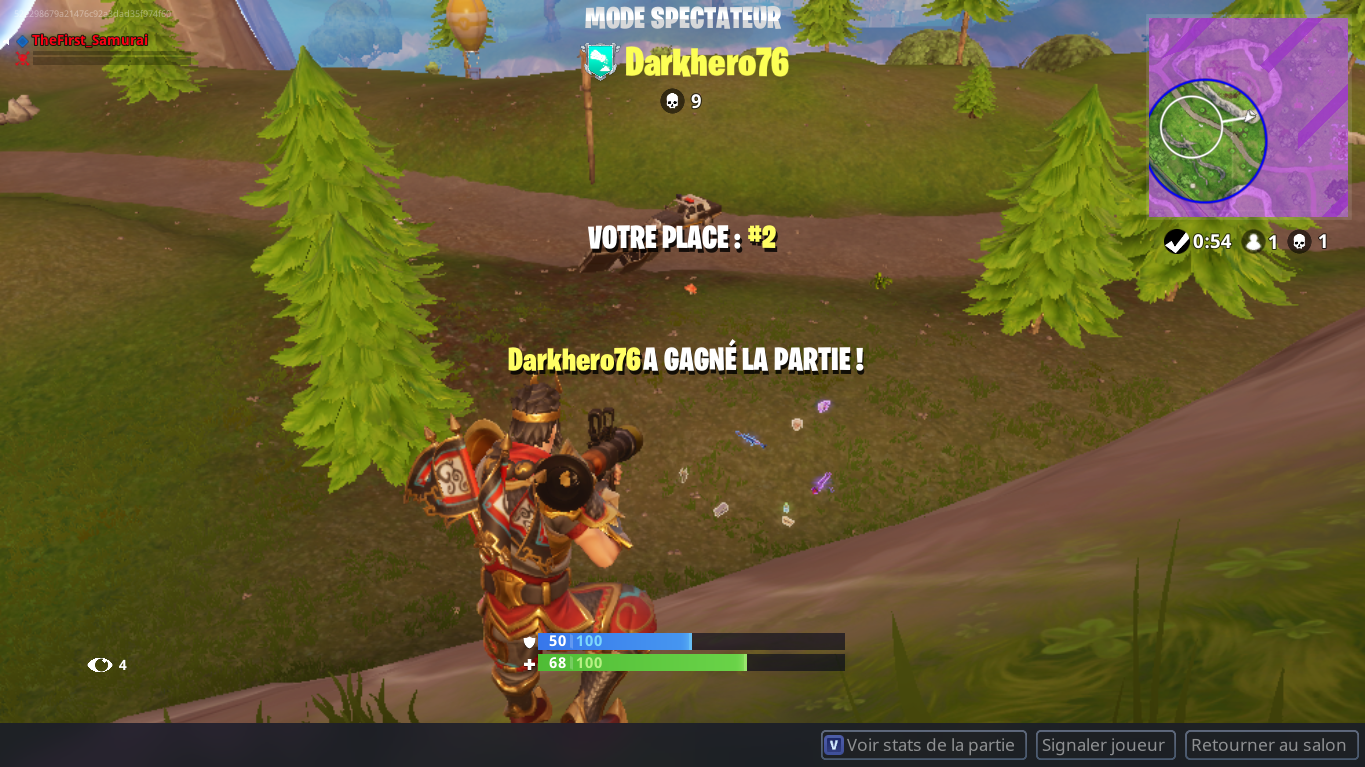 MODE SPECTATEUR
TheFirst_Samurai
Darkhero76
9
VOTRE PLACE : #2
0:54 1 1
Darkhero76 A GAGNÉ LA PARTIE !
50 | 100
68 | 100
4
V Voir stats de la partie
Signaler joueur
Retourner au salon